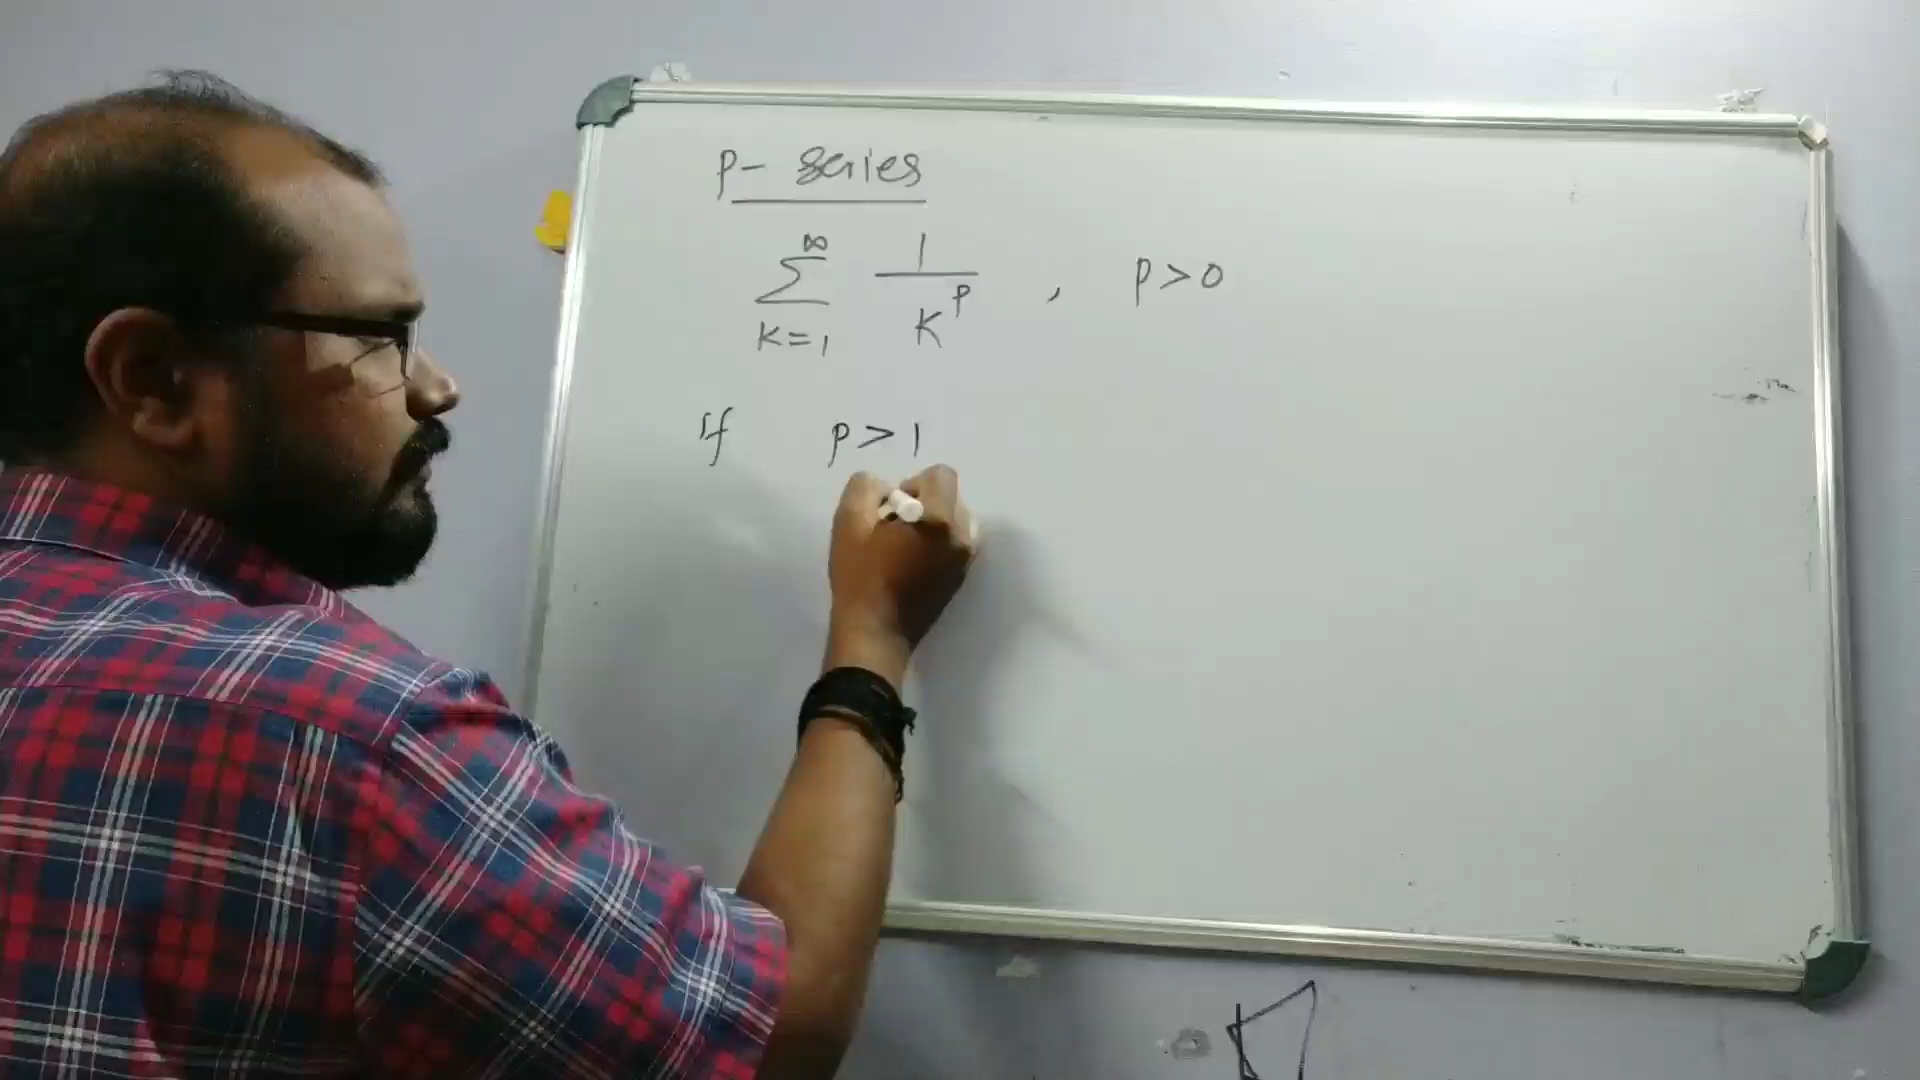 P- series
∞ 1
∑ ― , P>0
K=1 K^P
If P>1